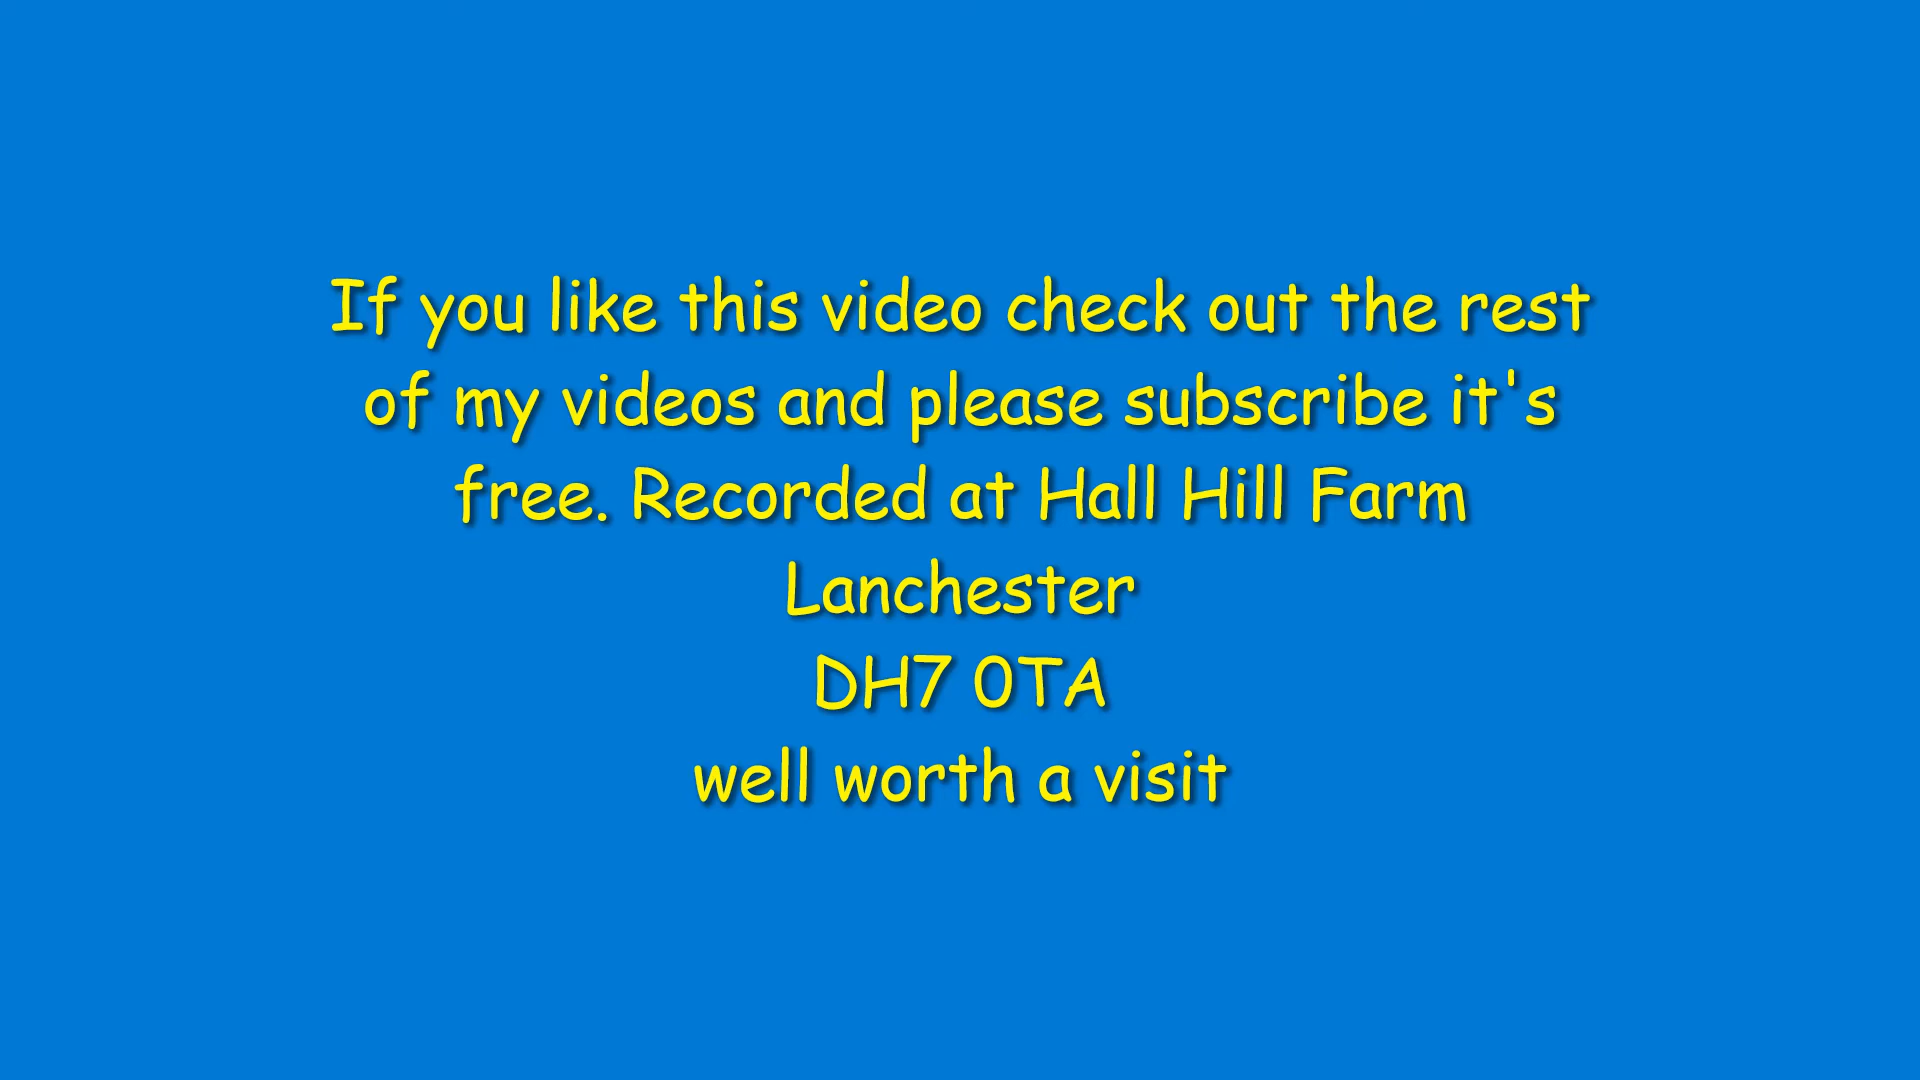 If you like this video check out the rest
of my videos and please subscribe it's
free. Recorded at Hall Hill Farm
Lanchester
DH7 0TA
well worth a visit